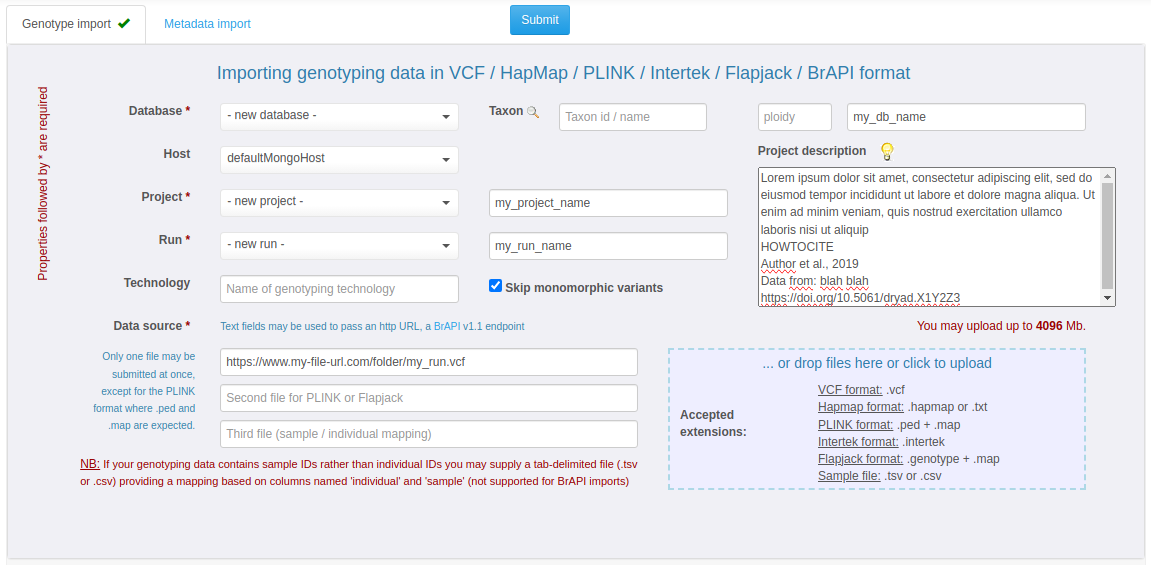 Genotype import
Metadata import
Submit
Importing genotyping data in VCF / HapMap / PLINK / Intertek / Flapjack / BrAPI format
Properties followed by * are required
Database *
- new database -
Taxon
Taxon id / name
ploidy
my_db_name
Host
defaultMongoHost
Project description
Lorem ipsum dolor sit amet, consectetur adipiscing elit, sed do
eiusmod tempor incididunt ut labore et dolore magna aliqua. Ut
enim ad minim veniam, quis nostrud exercitation ullamco
laboris nisi ut aliquip
HOWTOCITE
Author et al., 2019
Data from: blah blah
https://doi.org/10.5061/dryad.X1Y2Z3
Project *
- new project -
my_project_name
Run *
- new run -
my_run_name
Technology
Name of genotyping technology
Skip monomorphic variants
Data source *
Text fields may be used to pass an http URL, a BrAPI v1.1 endpoint
You may upload up to 4096 Mb.
Only one file may be
submitted at once,
except for the PLINK
format where .ped and
.map are expected.
https://www.my-file-url.com/folder/my_run.vcf
Second file for PLINK or Flapjack
Third file (sample / individual mapping)
... or drop files here or click to upload
Accepted
extensions:
VCF format: .vcf
Hapmap format: .hapmap or .txt
PLINK format: .ped + .map
Intertek format: .intertek
Flapjack format: .genotype + .map
Sample file: .tsv or .csv
NB: If your genotyping data contains sample IDs rather than individual IDs you may supply a tab-delimited file (.tsv
or .csv) providing a mapping based on columns named 'individual' and 'sample' (not supported for BrAPI imports)